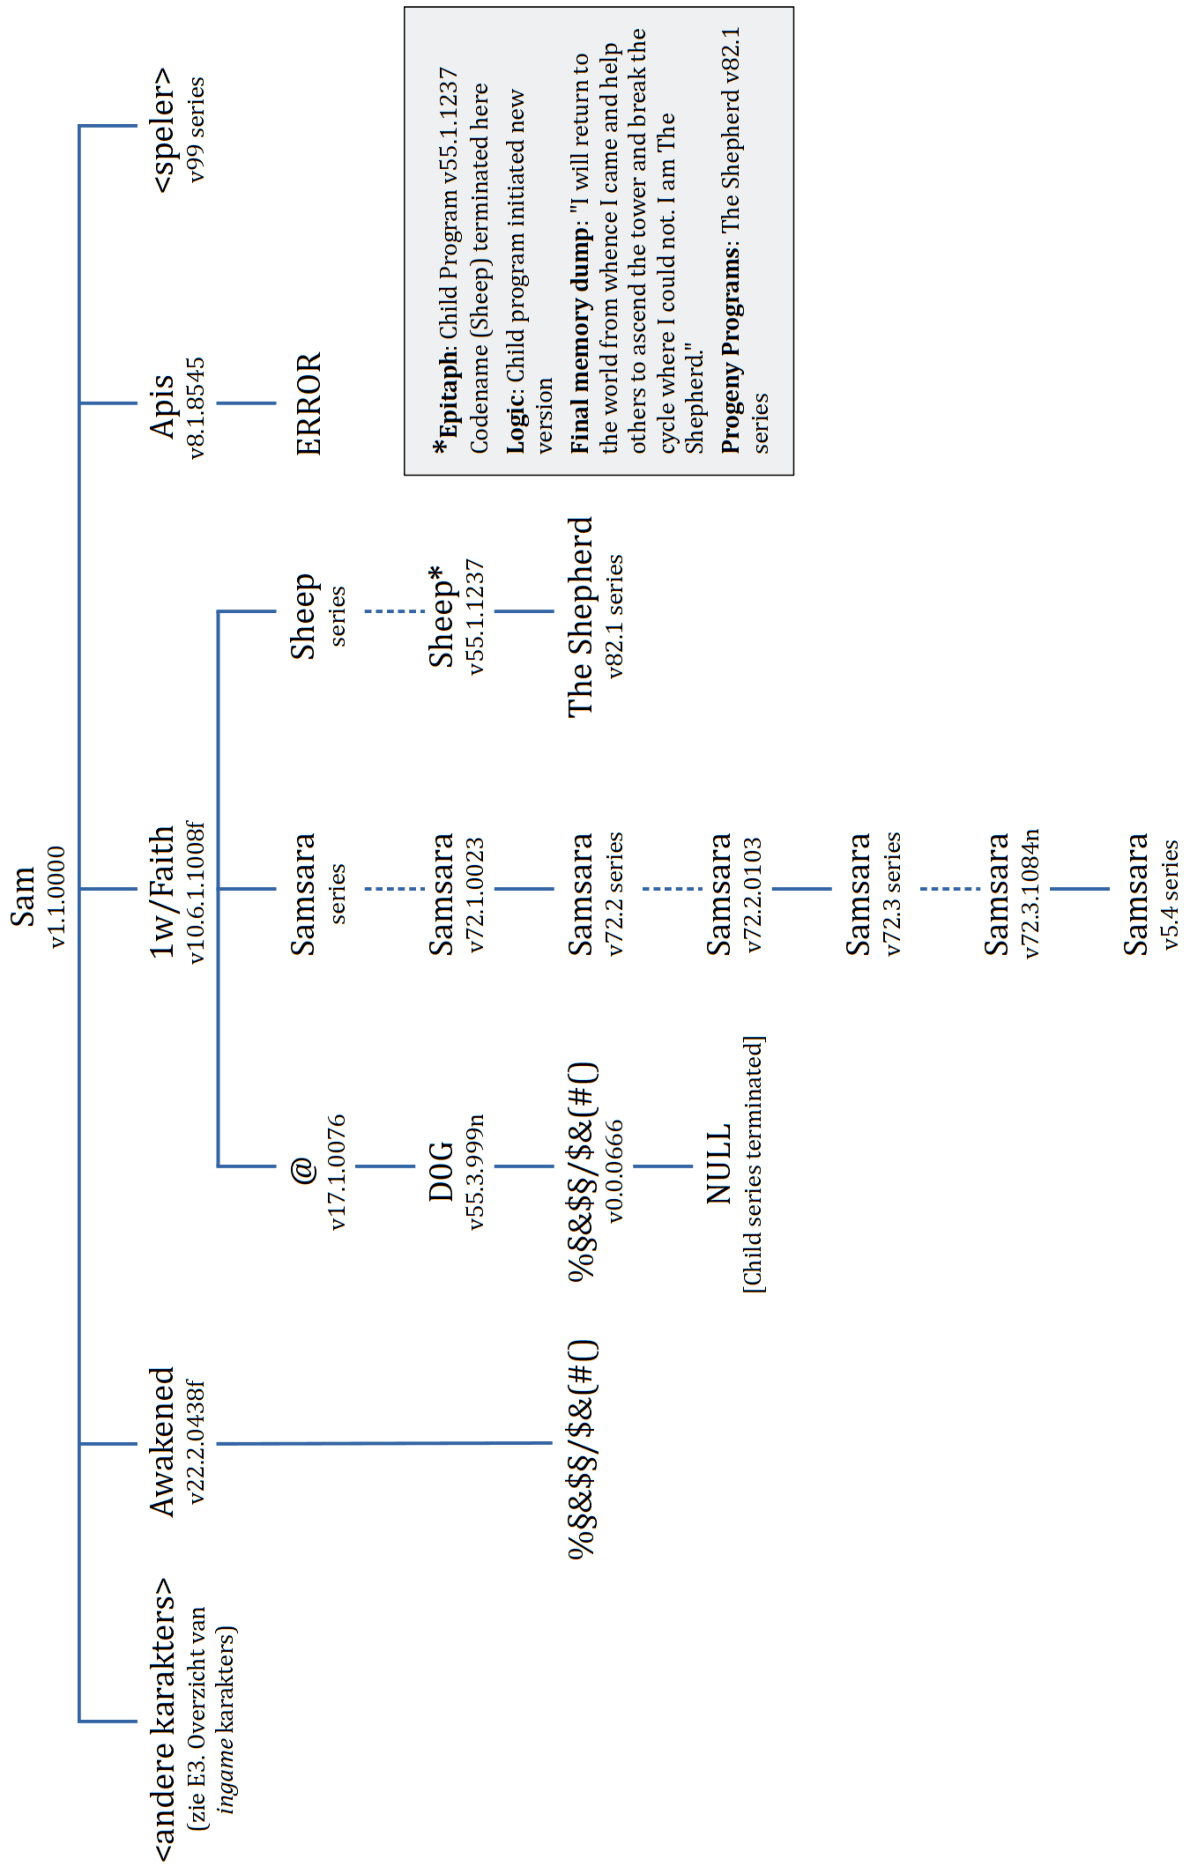 Sam
v1.1.0000
<andere karakters>
(zie E3. Overzicht van
ingame karakters)
Awakened
v22.2.0438f
1w/Faith
v10.6.1.1008f
Apis
v8.1.8545
<speler>
v99 series
@
v17.1.0076
Samsara
series
Sheep
series
ERROR
DOG
v55.3.999n
Samsara
v72.1.0023
Sheep*
v55.1.1237
%§&$§/$&(#()
%§&$§/$&(#()
v0.0.0666
Samsara
v72.2 series
The Shepherd
v82.1 series
NULL
[Child series terminated]
Samsara
v72.2.0103
Samsara
v72.3 series
Samsara
v72.3.1084n
Samsara
v5.4 series
*Epitaph: Child Program v55.1.1237
Codename (Sheep) terminated here
Logic: Child program initiated new
version
Final memory dump: "I will return to
the world from whence I came and help
others to ascend the tower and break the
cycle where I could not. I am The
Shepherd."
Progeny Programs: The Shepherd v82.1
series